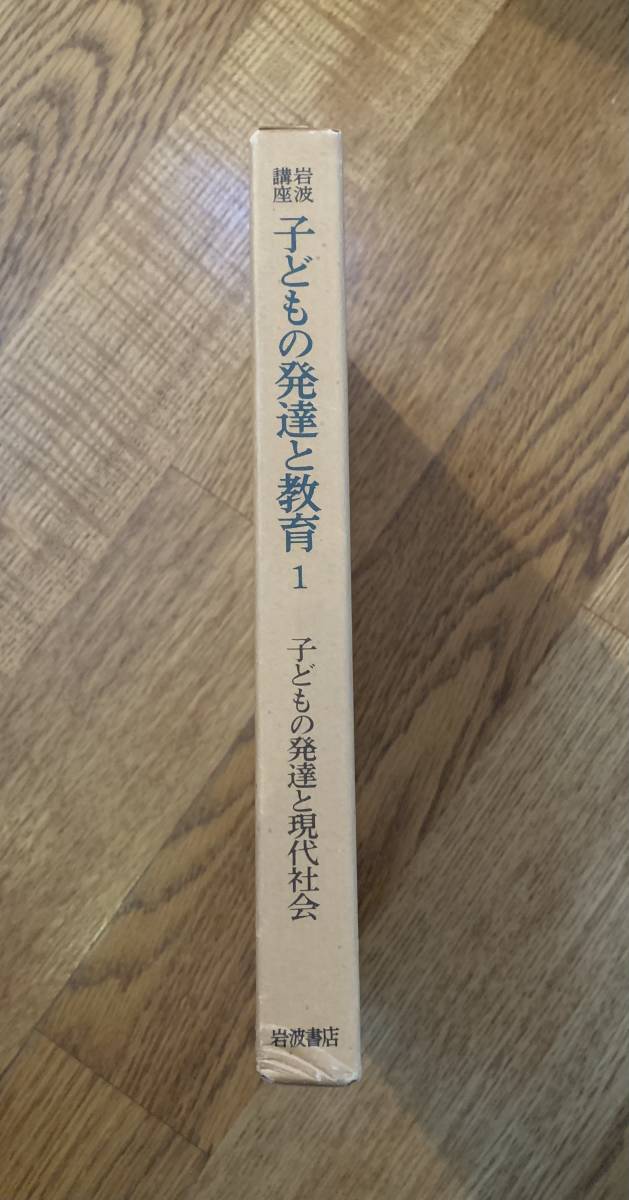 岩波
講座
子どもの発達と教育 1
子どもの発達と現代社会
岩波書店